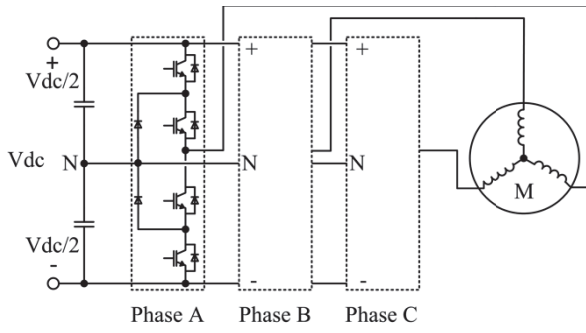 +
Vdc/2
Vdc
N
Vdc/2
-
+
N
-
+
N
-
M
Phase A
Phase B
Phase C